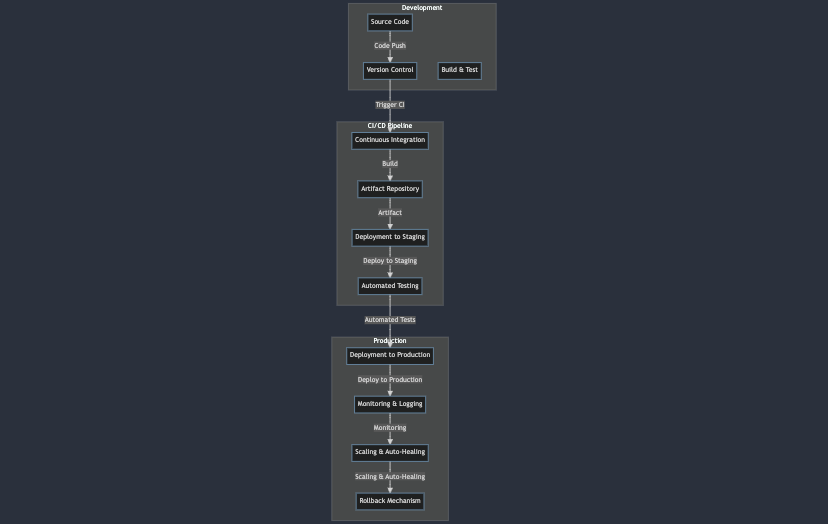 Development
Source Code
Code Push
Version Control
Build & Test
Trigger CI
CI/CD Pipeline
Continuous Integration
Build
Artifact Repository
Artifact
Deployment to Staging
Deploy to Staging
Automated Testing
Automated Tests
Production
Deployment to Production
Deploy to Production
Monitoring & Logging
Monitoring
Scaling & Auto-Healing
Scaling & Auto-Healing
Rollback Mechanism